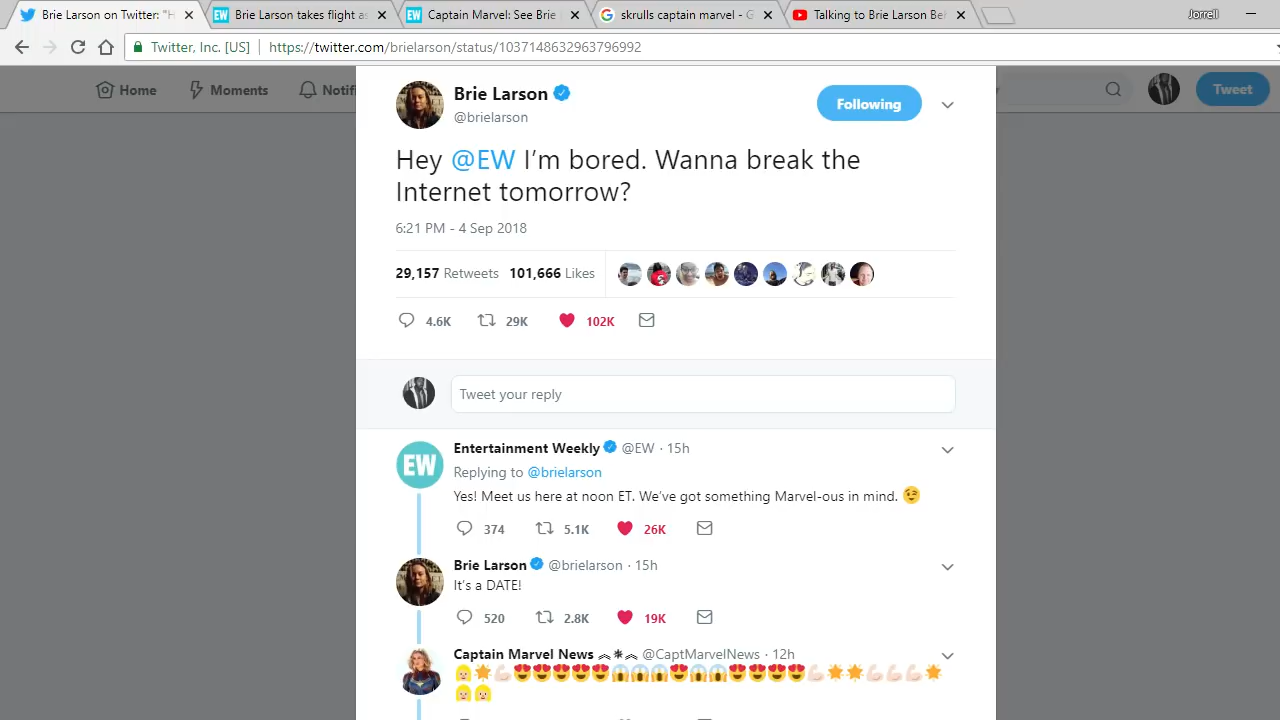 Brie Larson on Twitter: "H
Brie Larson takes flight as
Captain Marvel: See Brie
skrulls captain marvel - G
Talking to Brie Larson Bef
Jorrell
Twitter, Inc. [US]
https://twitter.com/brielarson/status/1037148632963796992
Home
Moments
Notifi
Tweet
Brie Larson
@brielarson
Following
Hey @EW I’m bored. Wanna break the
Internet tomorrow?
6:21 PM - 4 Sep 2018
29,157 Retweets 101,666 Likes
4.6K 29K 102K
Tweet your reply
EW
Entertainment Weekly @EW · 15h
Replying to @brielarson
Yes! Meet us here at noon ET. We’ve got something Marvel-ous in mind. 😉
374 5.1K 26K
Brie Larson @brielarson · 15h
It’s a DATE!
520 2.8K 19K
Captain Marvel News @CaptMarvelNews · 12h